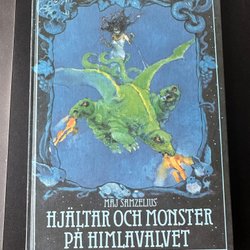 MAJ SAMZELIUS
HJÄLTAR OCH MONSTER
PÅ HIMLAVALVET